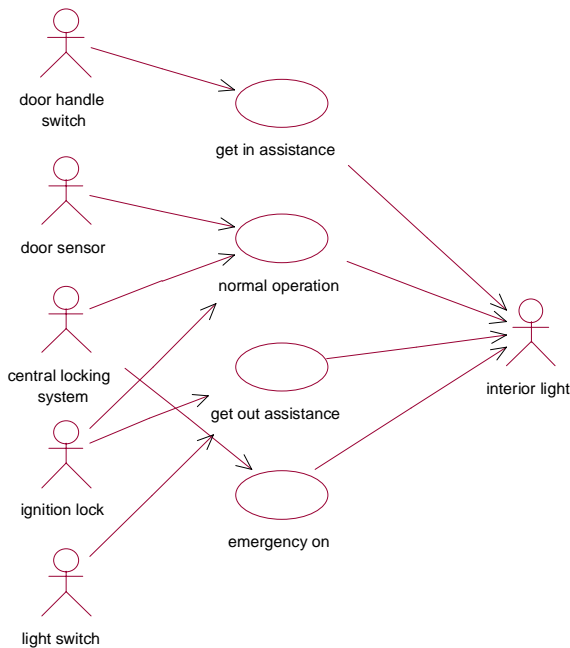 door handle
switch
get in assistance
door sensor
normal operation
central locking
system
interior light
get out assistance
ignition lock
emergency on
light switch